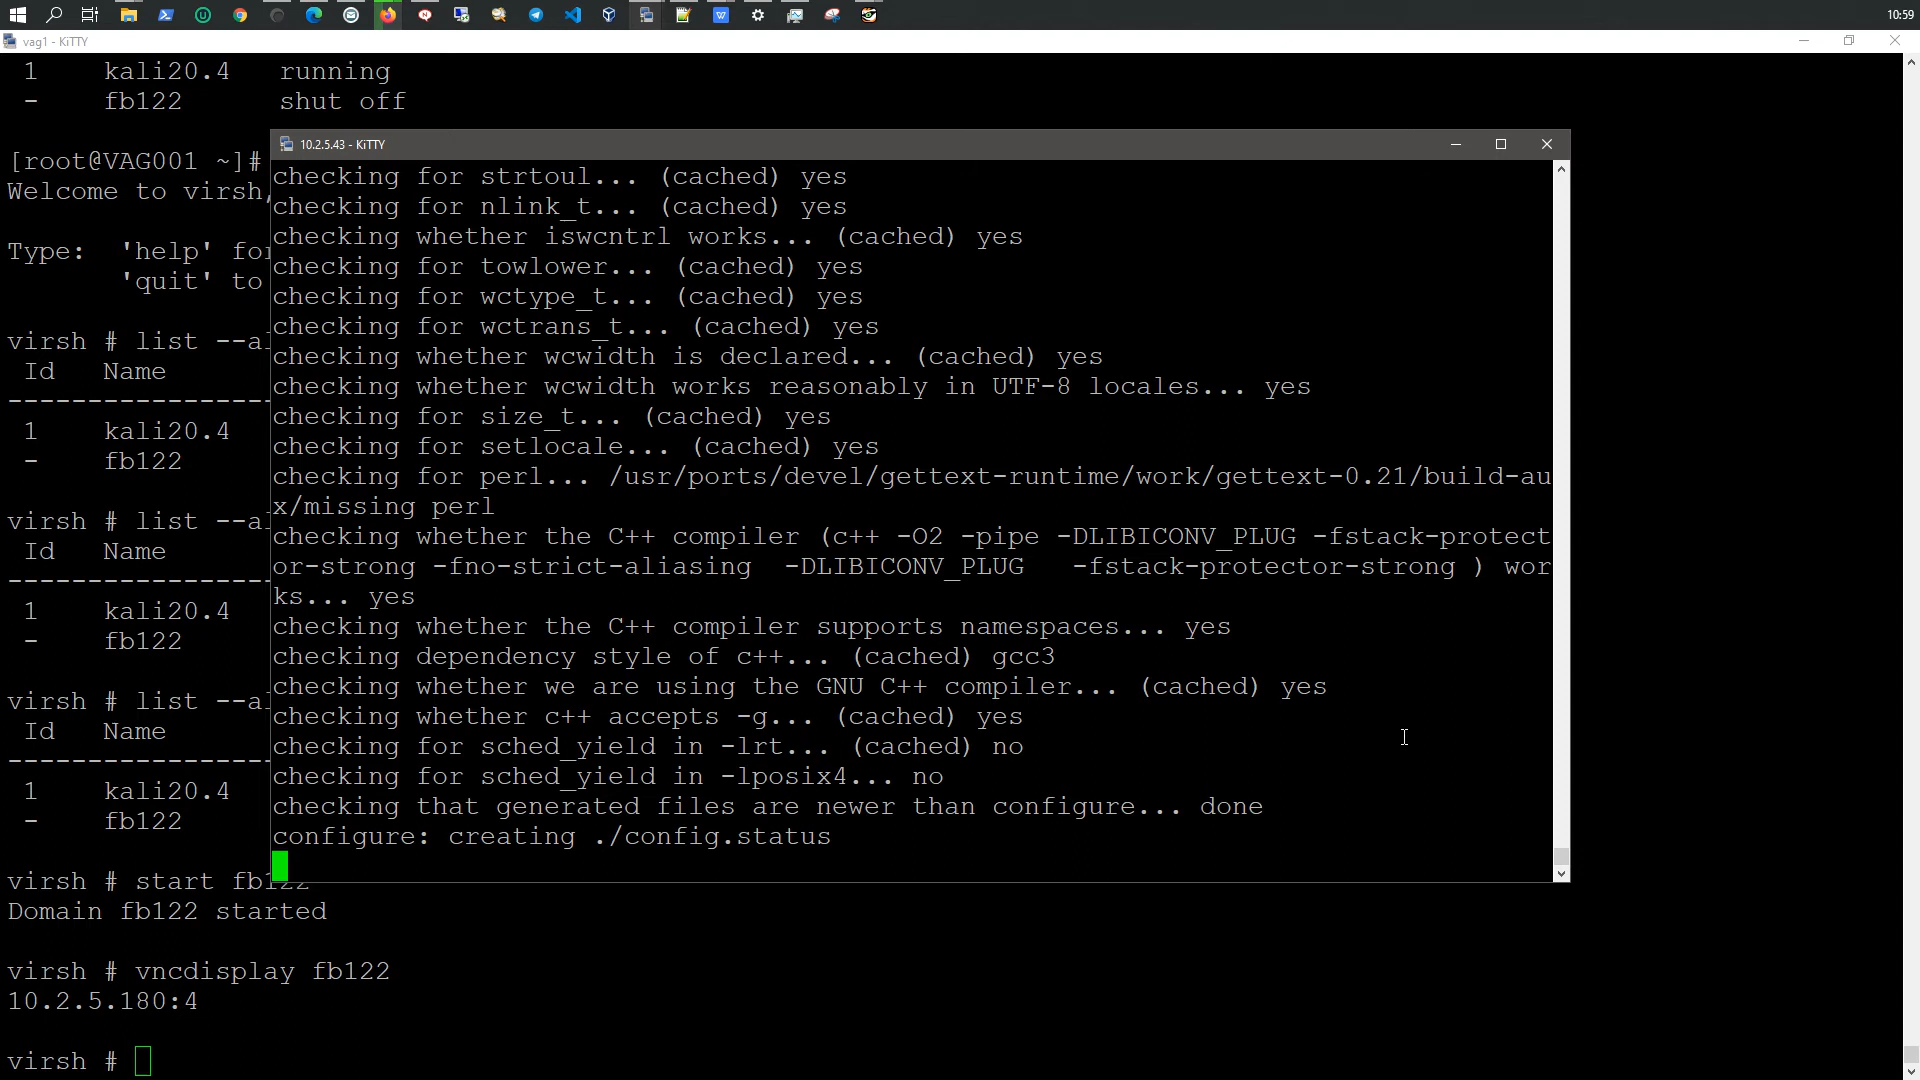 10:59
vag1 - KiTTY
1 kali20.4 running
- fb122 shut off
[root@VAG001 ~]#
Welcome to virsh,
Type: 'help' for
'quit' to
virsh # list --al
Id Name
-----------------
1 kali20.4
- fb122
virsh # list --al
Id Name
-----------------
1 kali20.4
- fb122
virsh # list --al
Id Name
-----------------
1 kali20.4
- fb122
virsh # start fb122
Domain fb122 started
virsh # vncdisplay fb122
10.2.5.180:4
virsh #
10.2.5.43 - KiTTY
checking for strtoul... (cached) yes
checking for nlink_t... (cached) yes
checking whether iswcntrl works... (cached) yes
checking for towlower... (cached) yes
checking for wctype_t... (cached) yes
checking for wctrans_t... (cached) yes
checking whether wcwidth is declared... (cached) yes
checking whether wcwidth works reasonably in UTF-8 locales... yes
checking for size_t... (cached) yes
checking for setlocale... (cached) yes
checking for perl... /usr/ports/devel/gettext-runtime/work/gettext-0.21/build-au
x/missing perl
checking whether the C++ compiler (c++ -O2 -pipe -DLIBICONV_PLUG -fstack-protect
or-strong -fno-strict-aliasing  -DLIBICONV_PLUG   -fstack-protector-strong ) wor
ks... yes
checking whether the C++ compiler supports namespaces... yes
checking dependency style of c++... (cached) gcc3
checking whether we are using the GNU C++ compiler... (cached) yes
checking whether c++ accepts -g... (cached) yes
checking for sched_yield in -lrt... (cached) no
checking for sched_yield in -lposix4... no
checking that generated files are newer than configure... done
configure: creating ./config.status